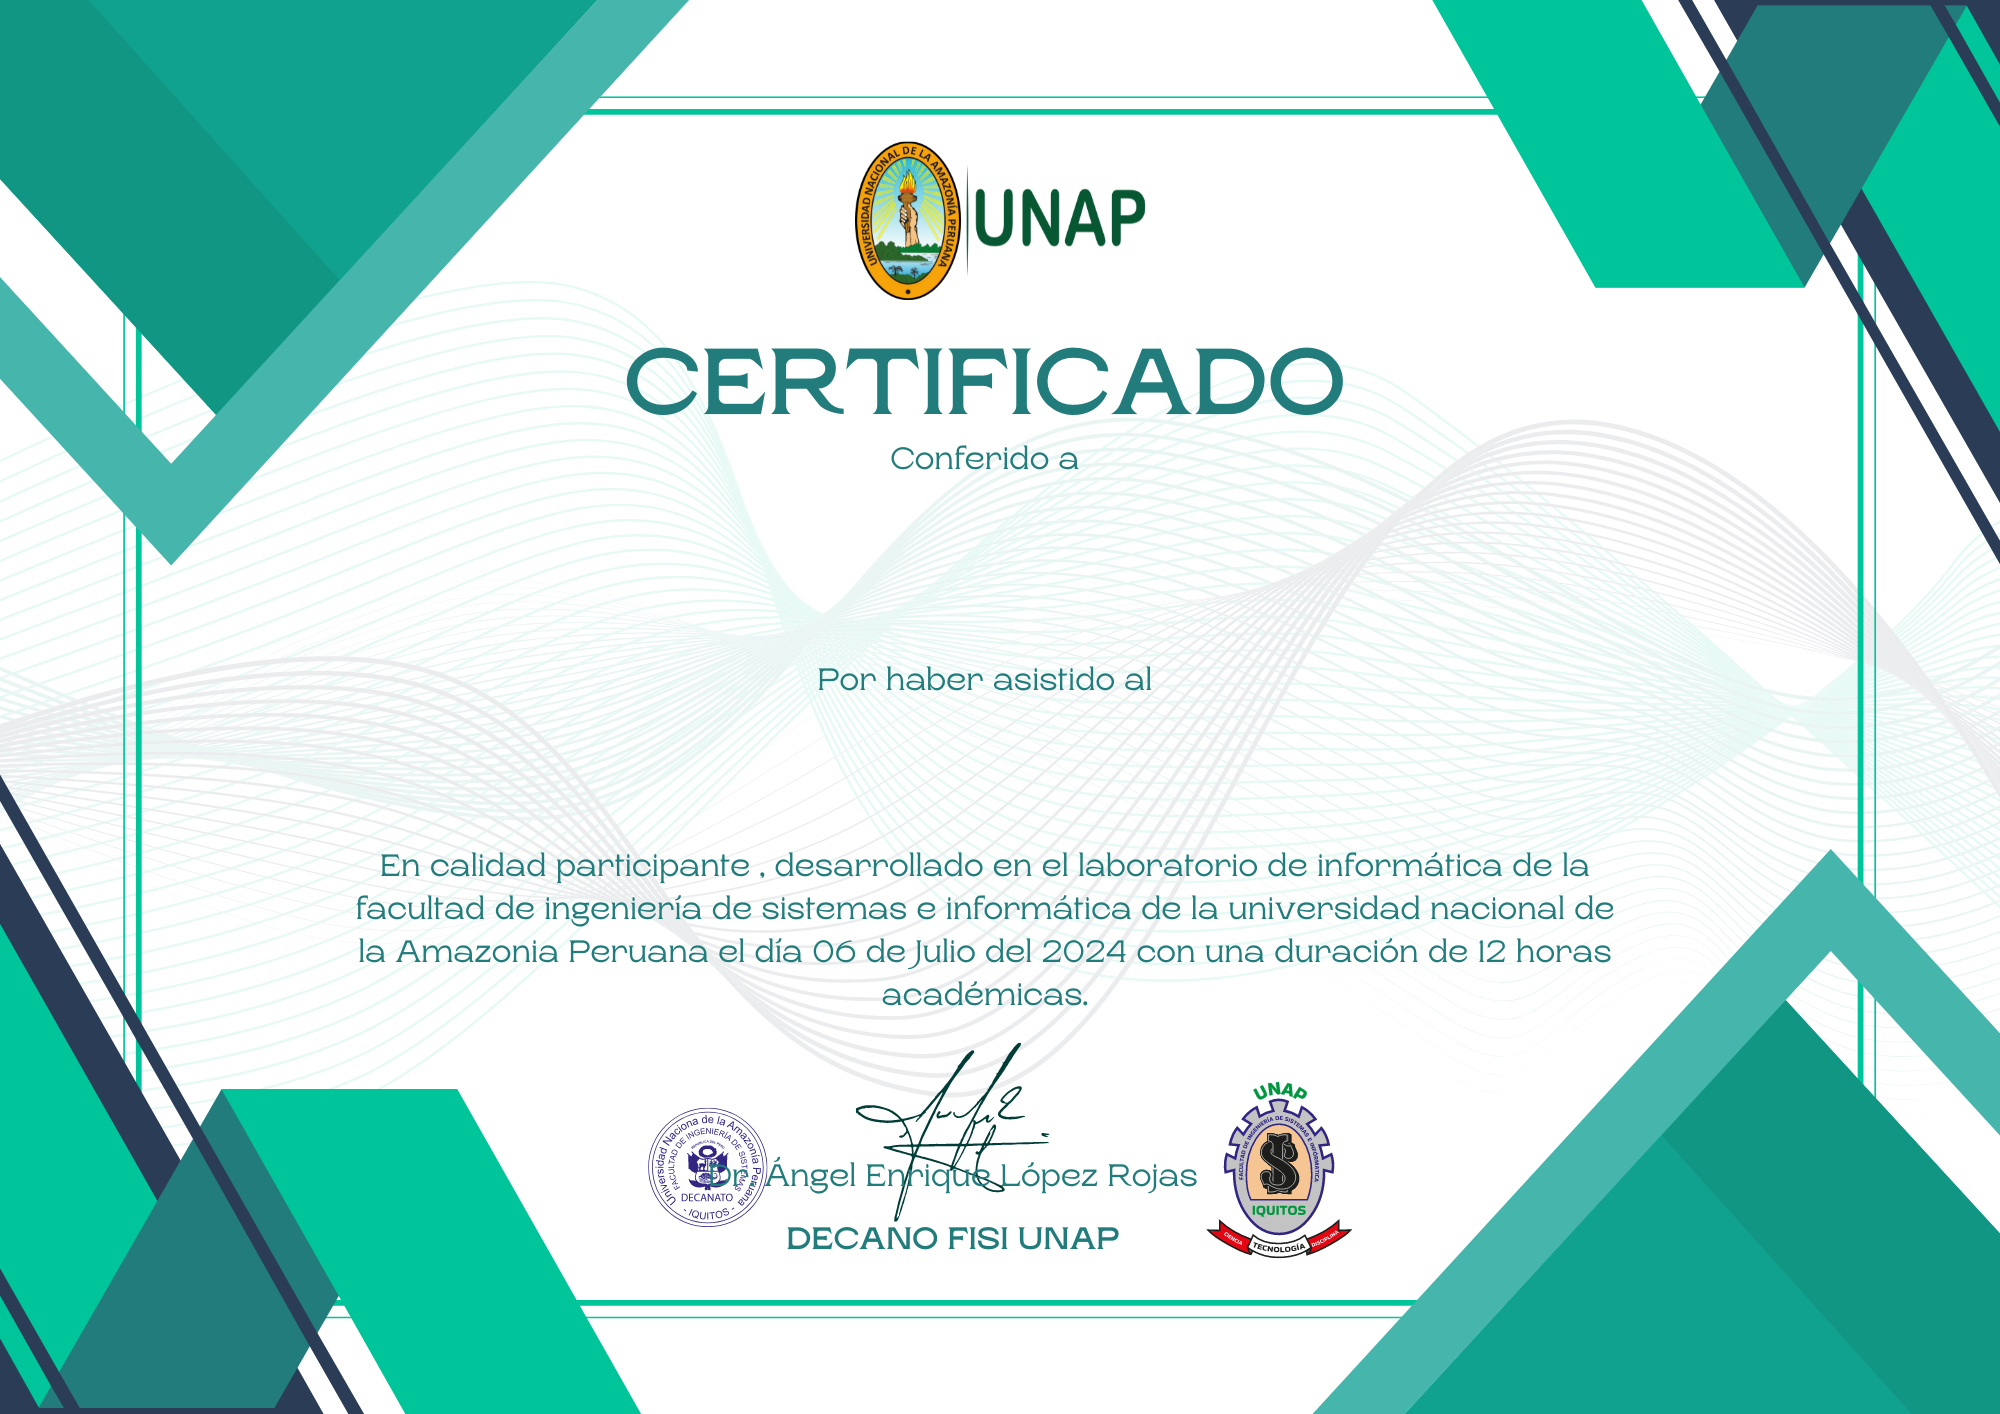 UNIVERSIDAD NACIONAL DE LA AMAZONÍA PERUANA
UNAP
CERTIFICADO
Conferido a
Por haber asistido al
En calidad participante , desarrollado en el laboratorio de informática de la
facultad de ingeniería de sistemas e informática de la universidad nacional de
la Amazonia Peruana el día 06 de Julio del 2024 con una duración de 12 horas
académicas.
Universidad Naciona de la Amazonía Peruana
FACULTAD DE INGENIERÍA DE SISTEMAS
REPÚBLICA DEL PERÚ
DECANATO
- IQUITOS -
Dr. Ángel Enrique López Rojas
DECANO FISI UNAP
UNAP
FACULTAD DE INGENIERÍA DE SISTEMAS E INFORMÁTICA
IQUITOS
CIENCIA
TECNOLOGÍA
DISCIPLINA